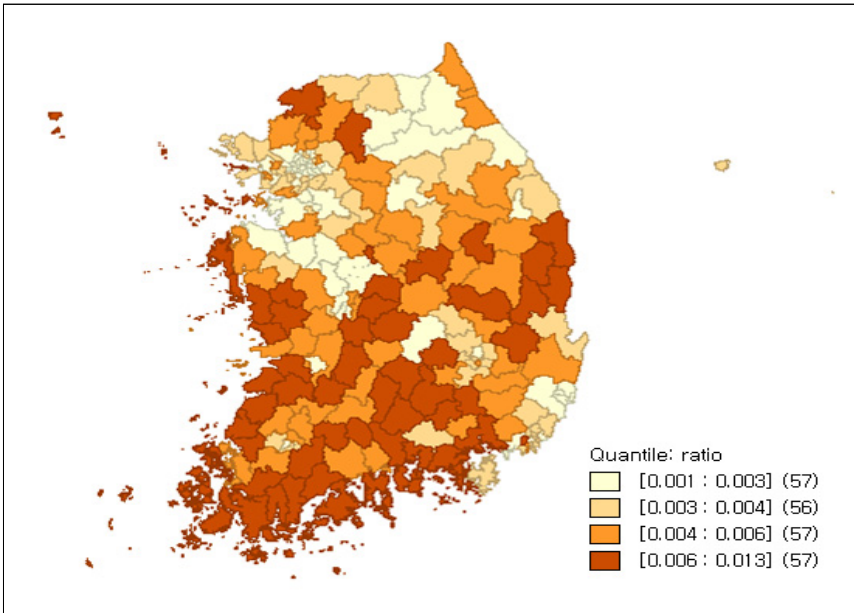 Quantile: ratio
[0.001 : 0.003] (57)
[0.003 : 0.004] (56)
[0.004 : 0.006] (57)
[0.006 : 0.013] (57)